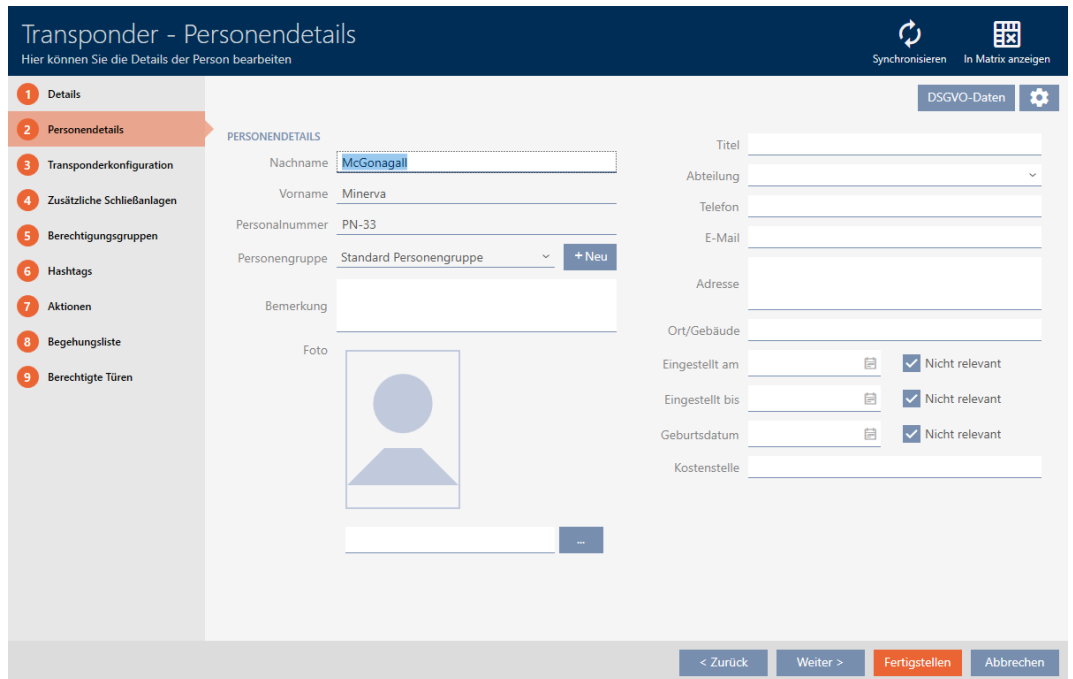 Transponder - Personendetails
Hier können Sie die Details der Person bearbeiten
Synchronisieren
In Matrix anzeigen
1 Details
2 Personendetails
3 Transponderkonfiguration
4 Zusätzliche Schließanlagen
5 Berechtigungsgruppen
6 Hashtags
7 Aktionen
8 Begehungsliste
9 Berechtigte Türen
DSGVO-Daten
PERSONENDETAILS
Nachname McGonagall
Vorname Minerva
Personalnummer PN-33
Personengruppe Standard Personengruppe + Neu
Bemerkung
Foto
...
Titel
Abteilung
Telefon
E-Mail
Adresse
Ort/Gebäude
Eingestellt am Nicht relevant
Eingestellt bis Nicht relevant
Geburtsdatum Nicht relevant
Kostenstelle
< Zurück Weiter > Fertigstellen Abbrechen